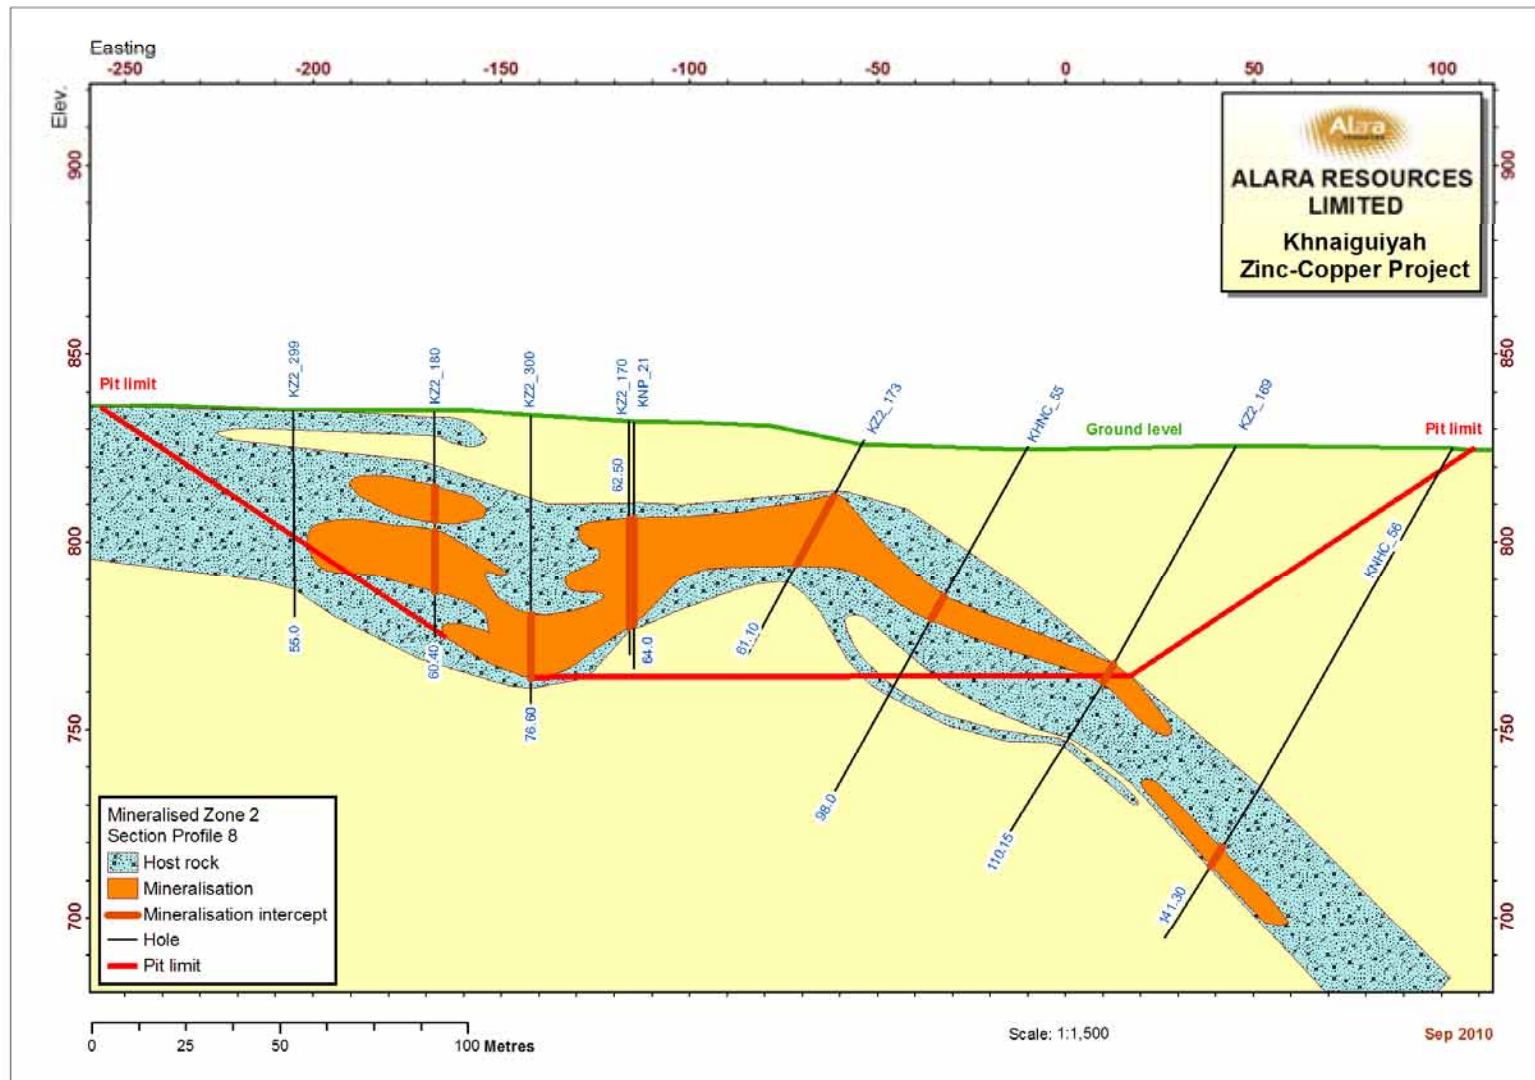 Easting
-250 -200 -150 -100 -50 0 50 100
Elev.
900 900
850 850
800 800
750 750
700 700
Alara
ALARA RESOURCES
LIMITED
Khnaiguiyah
Zinc-Copper Project
Pit limit
KZ2_299
KZ2_180
KZ2_300
KZ2_170
KNP_21
KZ2_173
KHNC_55
Ground level
KZ2_169
Pit limit
KNHC_56
62.50
55.0
60.40
76.60
64.0
61.10
98.0
110.15
141.30
Mineralised Zone 2
Section Profile 8
Host rock
Mineralisation
Mineralisation intercept
Hole
Pit limit
0 25 50 100 Metres
Scale: 1:1,500
Sep 2010